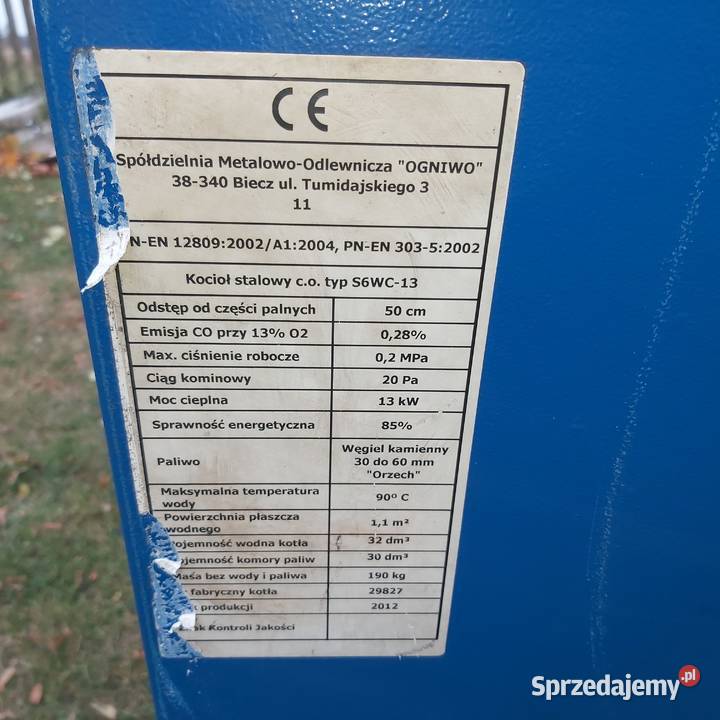 CE
Spółdzielnia Metalowo-Odlewnicza "OGNIWO"
38-340 Biecz ul. Tumidajskiego 3
11
N-EN 12809:2002/A1:2004, PN-EN 303-5:2002
Kocioł stalowy c.o. typ S6WC-13
Odstęp od części palnych 50 cm
Emisja CO przy 13% O2 0,28%
Max. ciśnienie robocze 0,2 MPa
Ciąg kominowy 20 Pa
Moc cieplna 13 kW
Sprawność energetyczna 85%
Paliwo Węgiel kamienny
30 do 60 mm
"Orzech"
Maksymalna temperatura
wody 90º C
Powierzchnia płaszcza
wodnego 1,1 m²
ojemność wodna kotła 32 dm³
ojemność komory paliw 30 dm³
Masa bez wody i paliwa 190 kg
fabryczny kotła 29827
k produkcji 2012
ak Kontroli Jakości
Sprzedajemy.pl